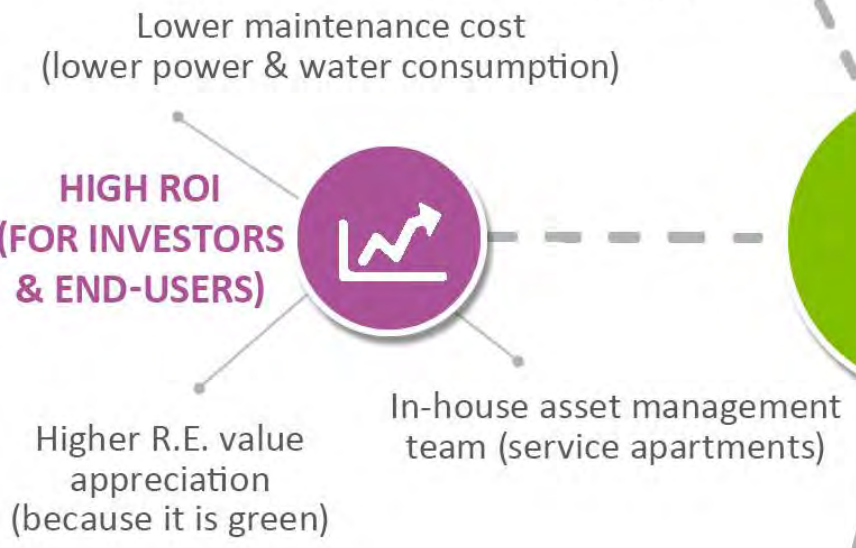 Lower maintenance cost
(lower power & water consumption)
HIGH ROI
(FOR INVESTORS
& END-USERS)
In-house asset management
team (service apartments)
Higher R.E. value
appreciation
(because it is green)